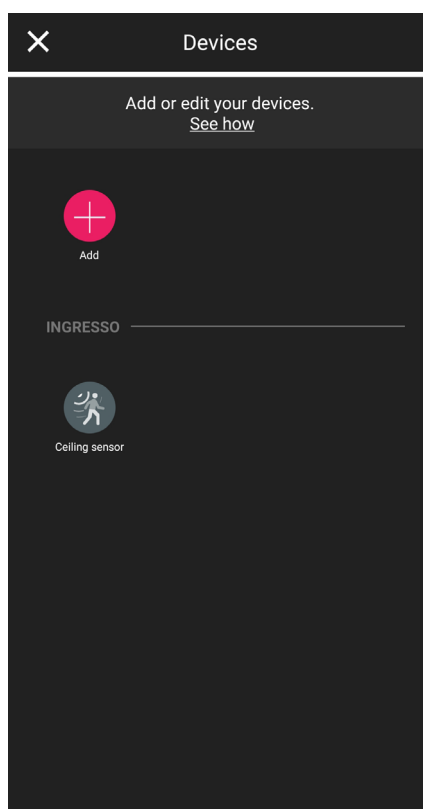 Devices
Add or edit your devices.
See how
Add
INGRESSO
Ceiling sensor